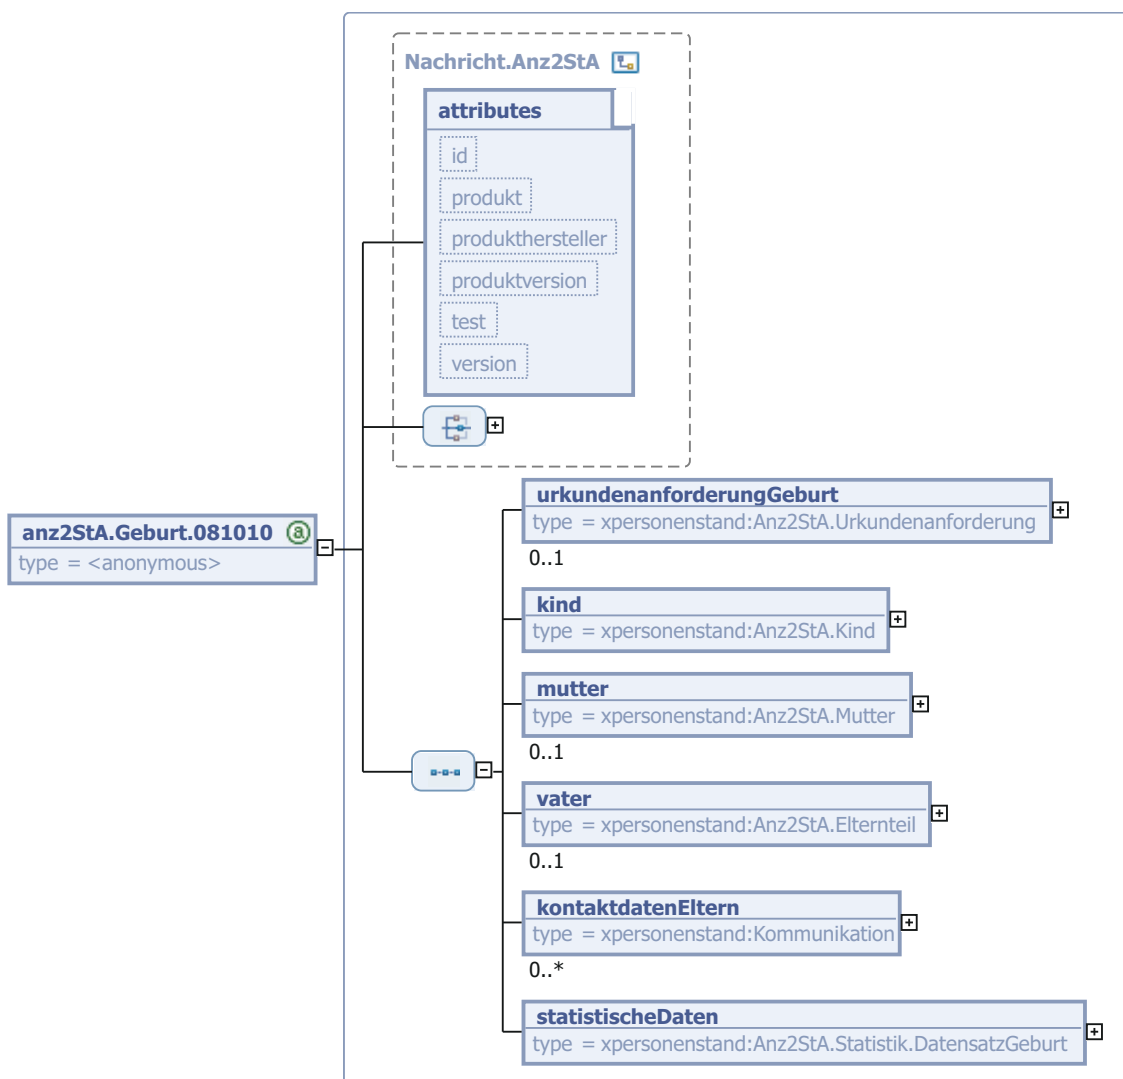 Nachricht.Anz2StA
attributes
id
produkt
produkthersteller
produktversion
test
version
anz2StA.Geburt.081010 a
type = <anonymous>
urkundenanforderungGeburt
type = xpersonenstand:Anz2StA.Urkundenanforderung
0..1
kind
type = xpersonenstand:Anz2StA.Kind
mutter
type = xpersonenstand:Anz2StA.Mutter
0..1
vater
type = xpersonenstand:Anz2StA.Elternteil
0..1
kontaktdatenEltern
type = xpersonenstand:Kommunikation
0..*
statistischeDaten
type = xpersonenstand:Anz2StA.Statistik.DatensatzGeburt